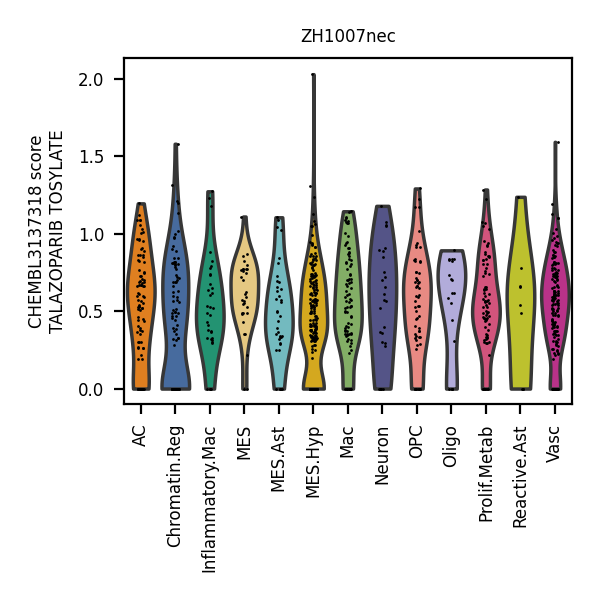 ZH1007nec
CHEMBL3137318 score
TALAZOPARIB TOSYLATE
2.0
1.5
1.0
0.5
0.0
AC
Chromatin.Reg
Inflammatory.Mac
MES
MES.Ast
MES.Hyp
Mac
Neuron
OPC
Oligo
Prolif.Metab
Reactive.Ast
Vasc